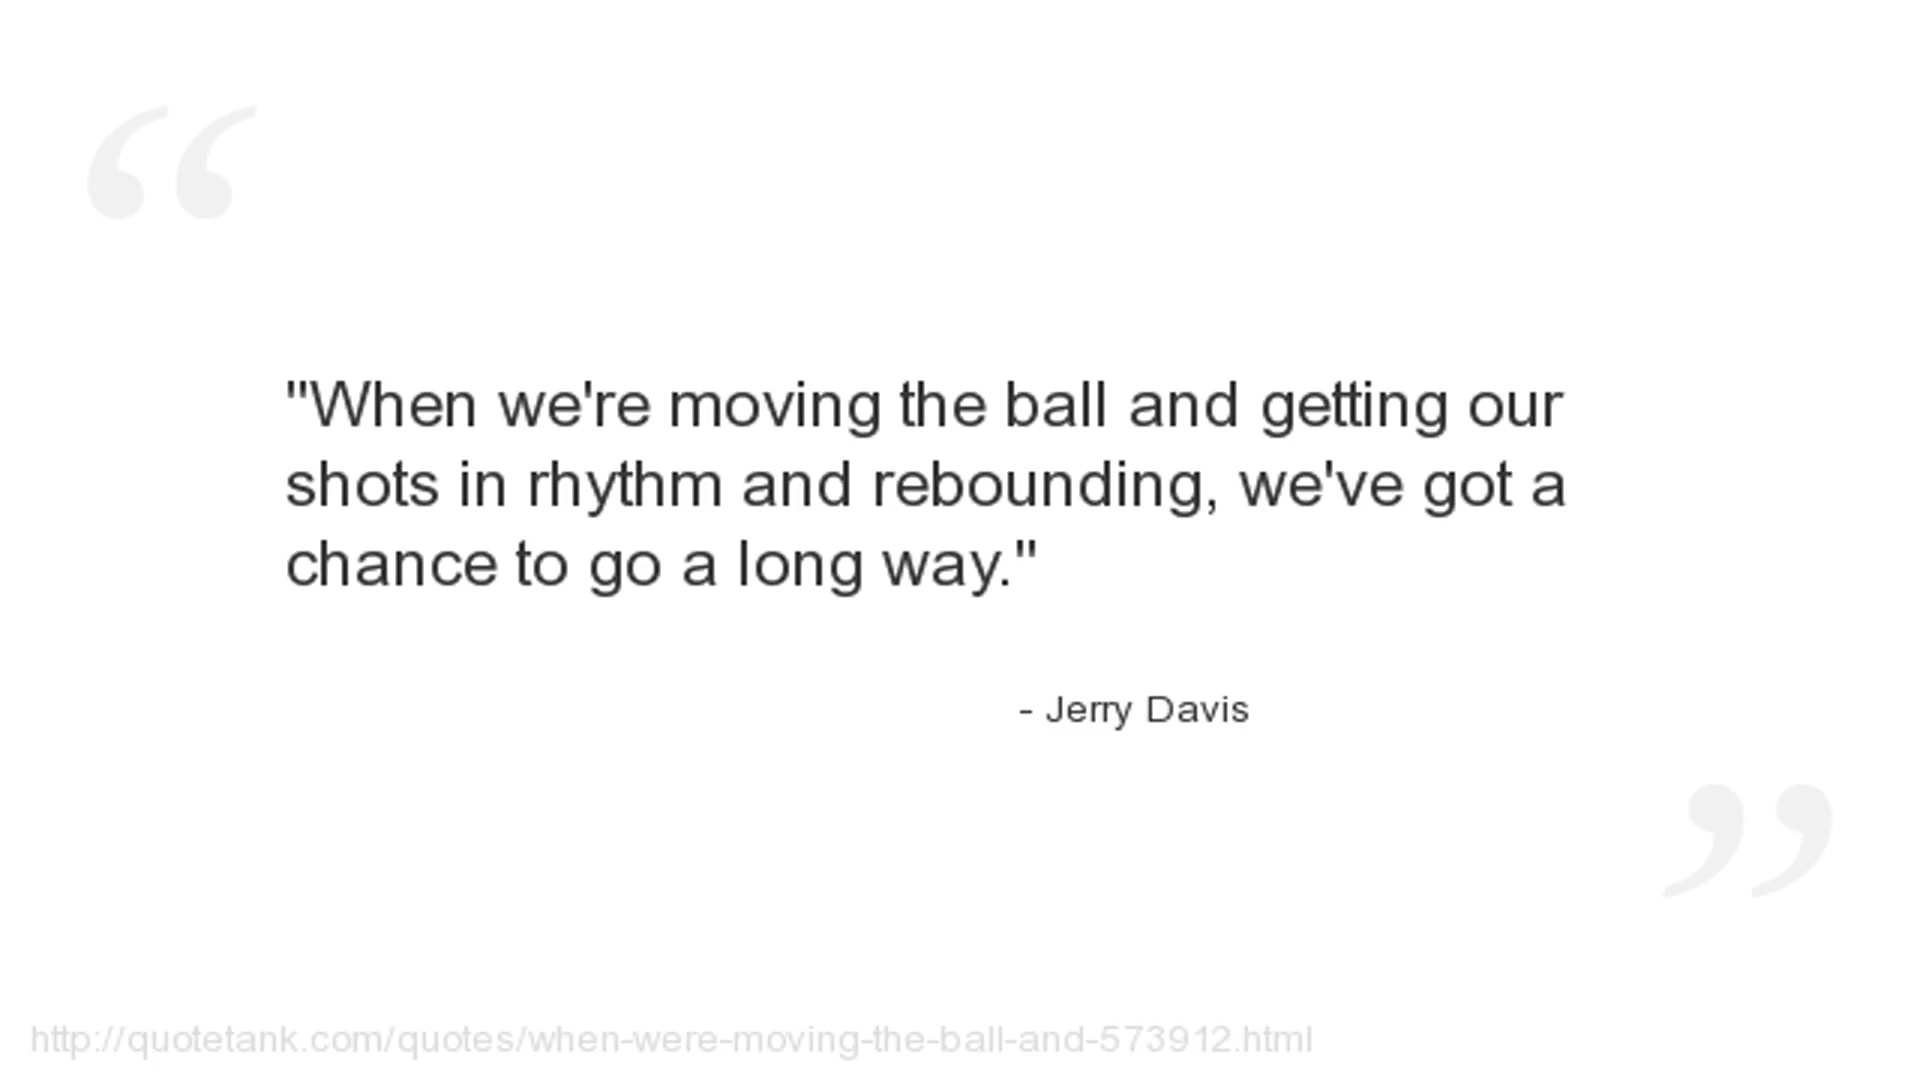 "When we're moving the ball and getting our
shots in rhythm and rebounding, we've got a
chance to go a long way."
- Jerry Davis
http://quotetank.com/quotes/when-were-moving-the-ball-and-573912.html